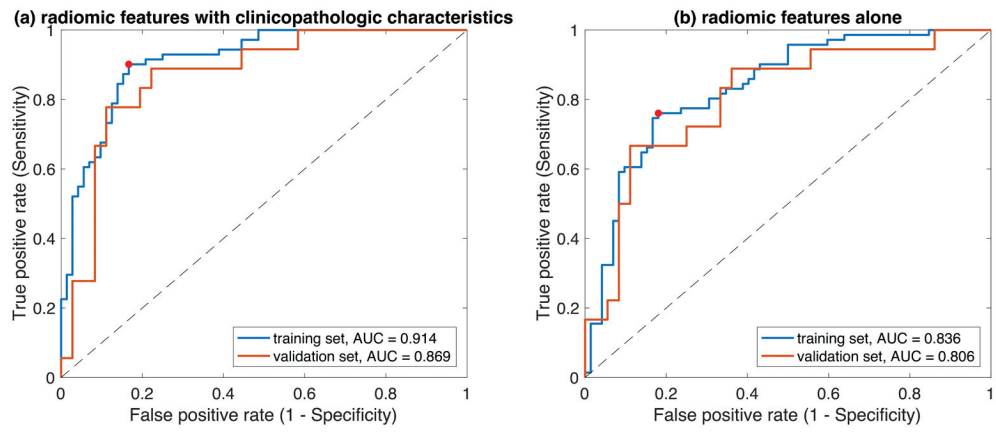 (a) radiomic features with clinicopathologic characteristics
True positive rate (Sensitivity)
1
0.8
0.6
0.4
0.2
0
0 0.2 0.4 0.6 0.8 1
training set, AUC = 0.914
validation set, AUC = 0.869
False positive rate (1 - Specificity)
(b) radiomic features alone
True positive rate (Sensitivity)
1
0.8
0.6
0.4
0.2
0
0 0.2 0.4 0.6 0.8 1
training set, AUC = 0.836
validation set, AUC = 0.806
False positive rate (1 - Specificity)